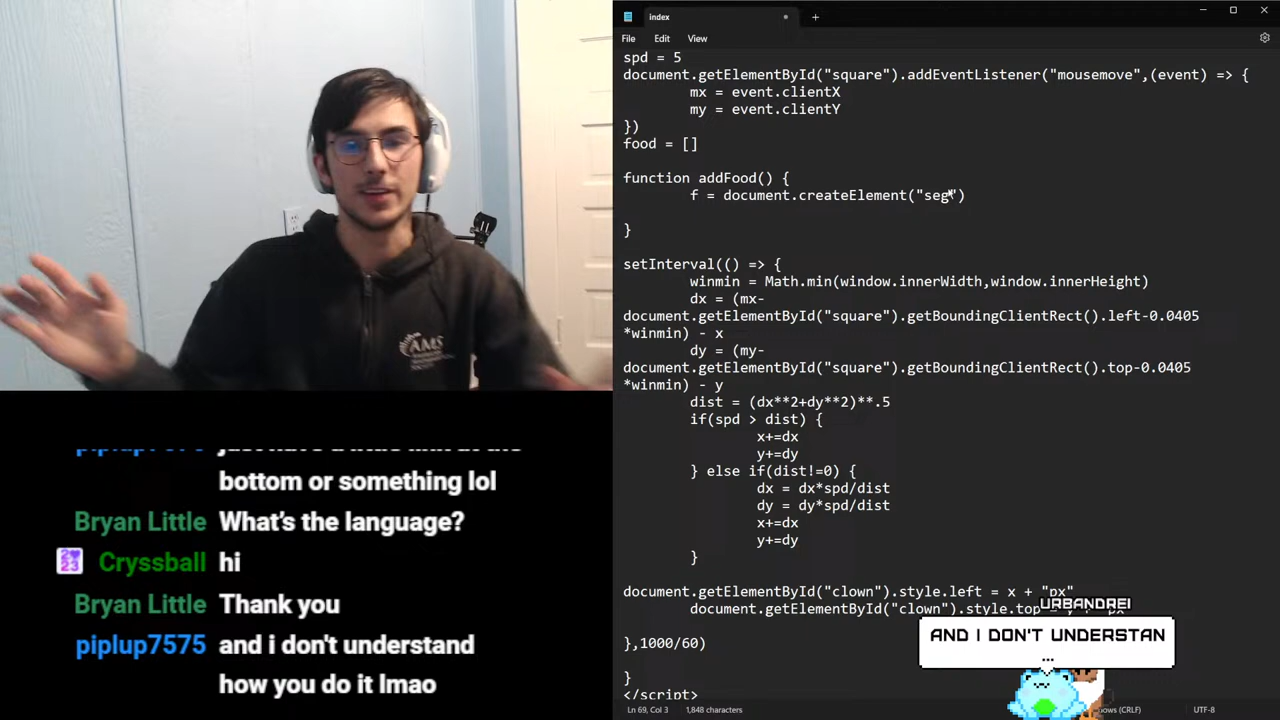 index
File
Edit
View
spd = 5
document.getElementById("square").addEventListener("mousemove",(event) => {
mx = event.clientX
my = event.clientY
})
food = []
function addFood() {
f = document.createElement("seg")
}
setInterval(() => {
winmin = Math.min(window.innerWidth,window.innerHeight)
dx = (mx-
document.getElementById("square").getBoundingClientRect().left-0.0405
*winmin) - x
dy = (my-
document.getElementById("square").getBoundingClientRect().top-0.0405
*winmin) - y
dist = (dx**2+dy**2)**.5
if(spd > dist) {
x+=dx
y+=dy
} else if(dist!=0) {
dx = dx*spd/dist
dy = dy*spd/dist
x+=dx
y+=dy
}
document.getElementById("clown").style.left = x + "px"
document.getElementById("clown").style.top
},1000/60)
}
</script>
Ln 69, Col 3
1,848 characters
(CRLF)
UTF-8
AMS
bottom or something lol
Bryan Little What's the language?
Cryssball hi
Bryan Little Thank you
piplup7575 and i don't understand
how you do it lmao
URBANDREI
AND I DON'T UNDERSTAN
...